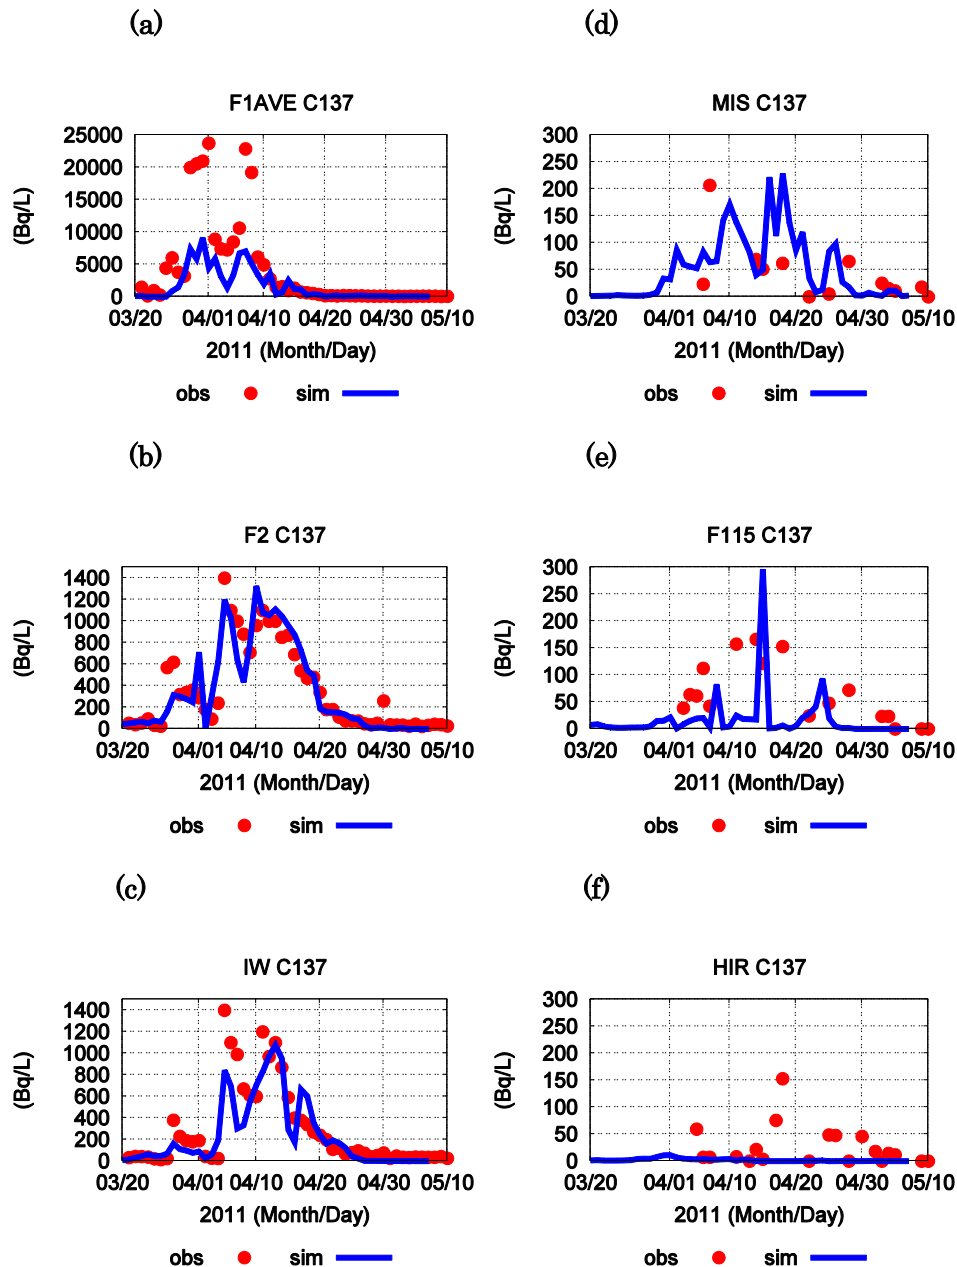 (a)
F1AVE C137
25000
20000
15000
10000
5000
0
(Bq/L)
03/20 04/01 04/10 04/20 04/30 05/10
2011 (Month/Day)
obs sim
(b)
F2 C137
1400
1200
1000
800
600
400
200
0
(Bq/L)
03/20 04/01 04/10 04/20 04/30 05/10
2011 (Month/Day)
obs sim
(c)
IW C137
1400
1200
1000
800
600
400
200
0
(Bq/L)
03/20 04/01 04/10 04/20 04/30 05/10
2011 (Month/Day)
obs sim
(d)
MIS C137
300
250
200
150
100
50
0
(Bq/L)
03/20 04/01 04/10 04/20 04/30 05/10
2011 (Month/Day)
obs sim
(e)
F115 C137
300
250
200
150
100
50
0
(Bq/L)
03/20 04/01 04/10 04/20 04/30 05/10
2011 (Month/Day)
obs sim
(f)
HIR C137
300
250
200
150
100
50
0
(Bq/L)
03/20 04/01 04/10 04/20 04/30 05/10
2011 (Month/Day)
obs sim